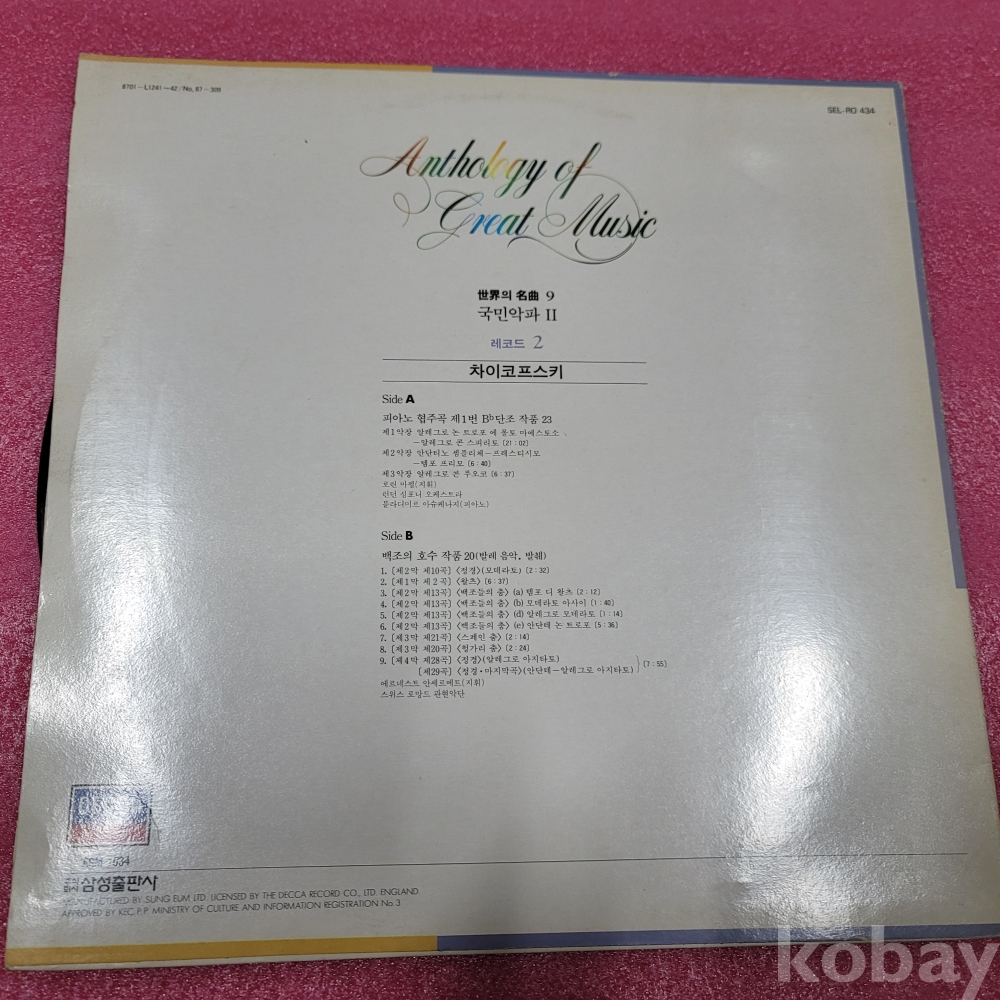 8701-L1241-42/No, 87-309
SEL-RO 434
Anthology of
Great Music
世界의 名曲 9
국민악파 II
레코드 2
차이코프스키
Side A
피아노 협주곡 제1번 B♭단조 작품 23
제1악장 알레그로 논 트로포 에 몰토 마에스토소
—알레그로 콘 스피리토 [21:02]
제2악장 안단티노 셈플리체—프레스티시모
—템포 프리모 [6:40]
제3악장 알레그로 콘 푸오코 [6:37]
로린 마젤(지휘)
런던 심포니 오케스트라
블라디미르 아슈케나지(피아노)
Side B
백조의 호수 작품 20(발레 음악, 발췌)
1. [제2막 제10곡] 〈정경〉(모데라토) [2:32]
2. [제1막 제2곡] 〈왈츠〉 [6:37]
3. [제2막 제13곡] 〈백조들의 춤〉 (a) 템포 디 왈츠 [2:12]
4. [제2막 제13곡] 〈백조들의 춤〉 (b) 모데라토 아사이 [1:40]
5. [제2막 제13곡] 〈백조들의 춤〉 (d) 알레그로 모데라토 [1:14]
6. [제2막 제13곡] 〈백조들의 춤〉 (e) 안단테 논 트로포 [5:36]
7. [제3막 제21곡] 〈스페인 춤〉 [2:14]
8. [제3막 제20곡] 〈헝가리 춤〉 [2:24]
9. [제4막 제28곡] 〈정경〉(알레그로 아지타토)
[제29곡] 〈정경·마지막곡〉(안단테—알레그로 아지타토) [7:55]
에르네스트 앙세르메트(지휘)
스위스 로망드 관현악단
DECCA
주식회사 삼성출판사
MANUFACTURED BY SUNG EUM LTD. LICENSED BY THE DECCA RECORD CO., LTD. ENGLAND
APPROVED BY KEC.P.P MINISTRY OF CULTURE AND INFORMATION REGISTRATION No.3
kobay